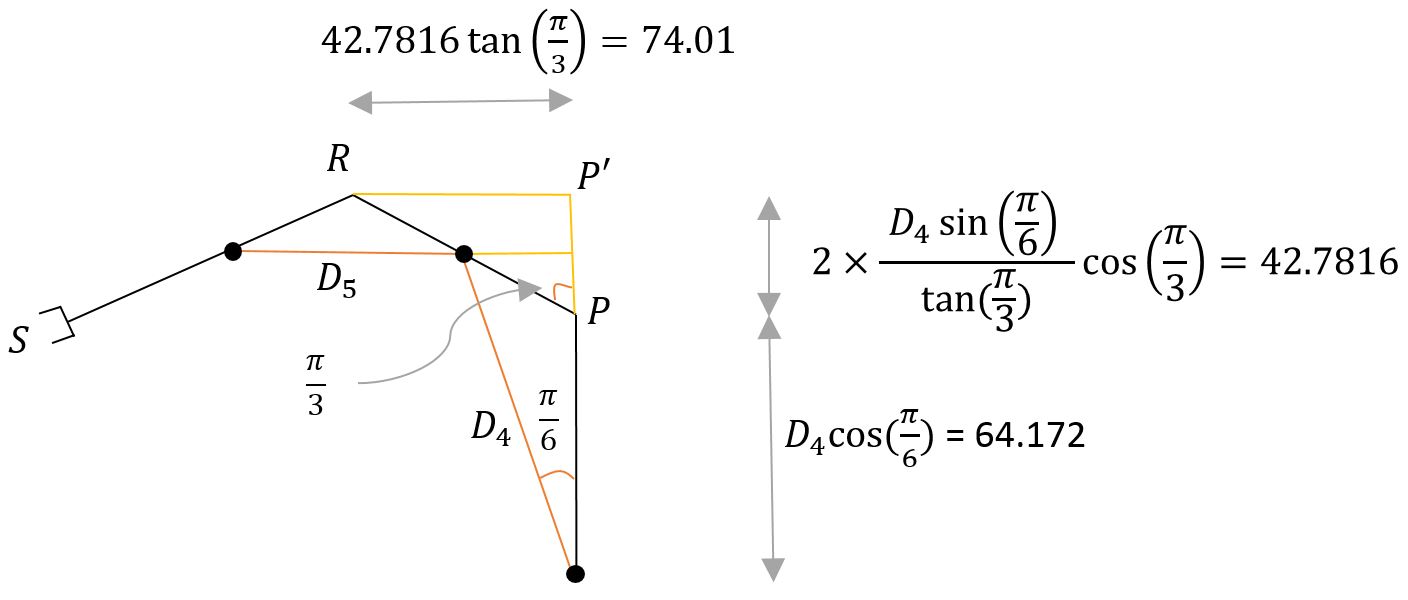 42.7816 tan (π/3) = 74.01
R
P′
2 × (D₄ sin (π/6))/(tan(π/3)) cos (π/3) = 42.7816
D₅
P
S
π/3
D₄
π/6
D₄cos(π/6) = 64.172